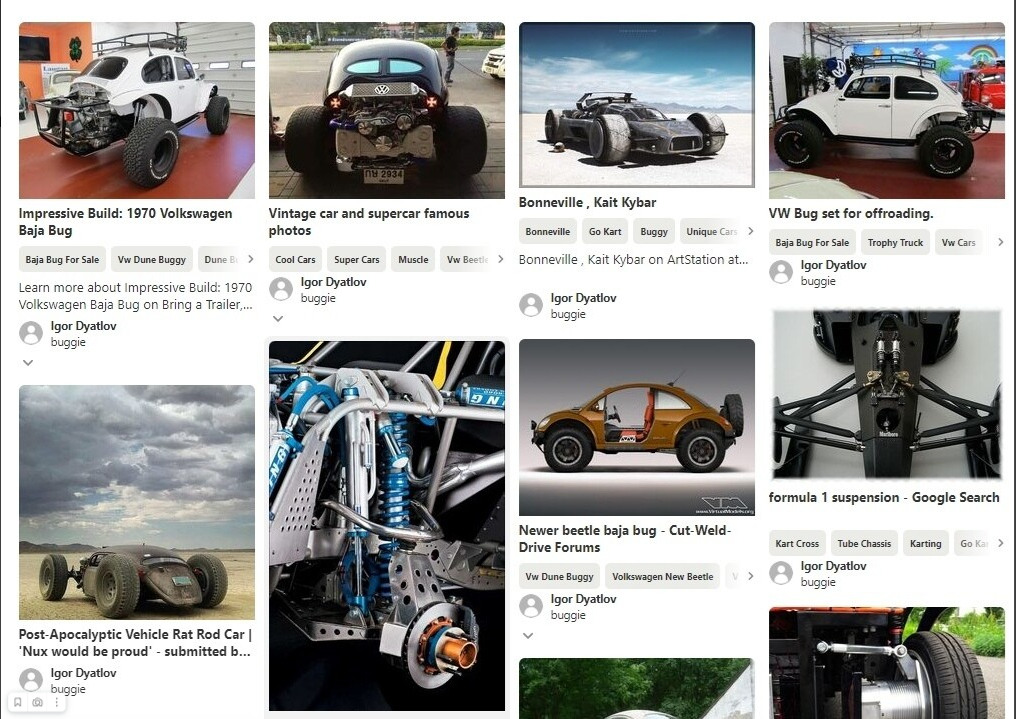 Impressive Build: 1970 Volkswagen
Baja Bug
Baja Bug For Sale
Vw Dune Buggy
Dune
Learn more about Impressive Build: 1970
Volkswagen Baja Bug on Bring a Trailer,...
Igor Dyatlov
buggie
Post-Apocalyptic Vehicle Rat Rod Car |
'Nux would be proud' - submitted b...
Igor Dyatlov
buggie
2934
Vintage car and supercar famous
photos
Cool Cars
Super Cars
Muscle
Vw Beetle
Igor Dyatlov
buggie
Bonneville , Kait Kybar
Bonneville
Go Kart
Buggy
Unique Cars
Bonneville , Kait Kybar on ArtStation at...
Igor Dyatlov
buggie
www.VirtualModels.org
Newer beetle baja bug - Cut-Weld-
Drive Forums
Vw Dune Buggy
Volkswagen New Beetle
Igor Dyatlov
buggie
VW Bug set for offroading.
Baja Bug For Sale
Trophy Truck
Vw Cars
Igor Dyatlov
buggie
Marlboro
formula 1 suspension - Google Search
Kart Cross
Tube Chassis
Karting
Go Ka
Igor Dyatlov
buggie